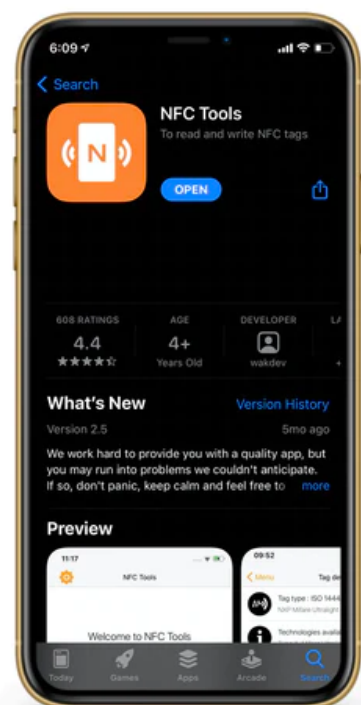 6:09
Search
N
NFC Tools
To read and write NFC tags
OPEN
608 RATINGS
AGE
DEVELOPER
LA
4.4
4+
Years Old
wakdev
What's New
Version History
Version 2.5
5mo ago
We work hard to provide you with a quality app, but
you may run into problems we couldn't anticipate.
If so, don't panic, keep calm and feel free to more
Preview
11:17
NFC Tools
Welcome to NFC Tools
09:52
Menu
Tag de
Tag type : ISO 1444
NXP Mifare Ultralight
Technologies availa
Today
Games
Apps
Arcade
Search